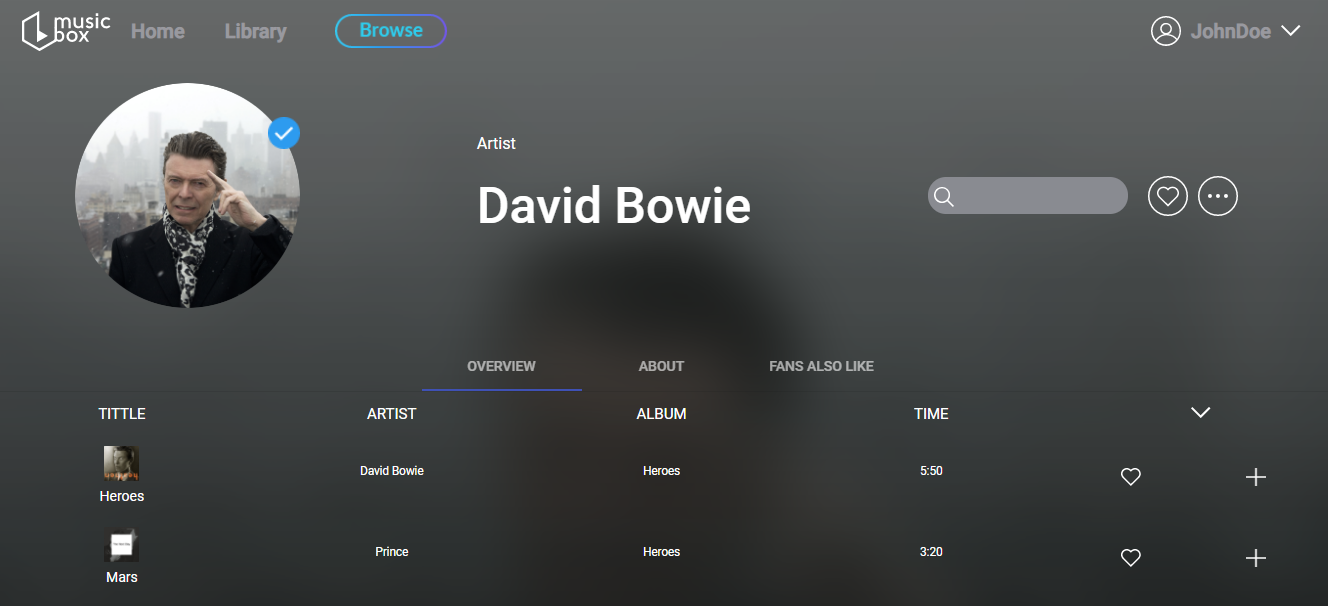 music
box
Home
Library
Browse
JohnDoe
Artist
David Bowie
OVERVIEW
ABOUT
FANS ALSO LIKE
TITTLE
ARTIST
ALBUM
TIME
David Bowie
Heroes
5:50
Heroes
Prince
Heroes
3:20
Mars